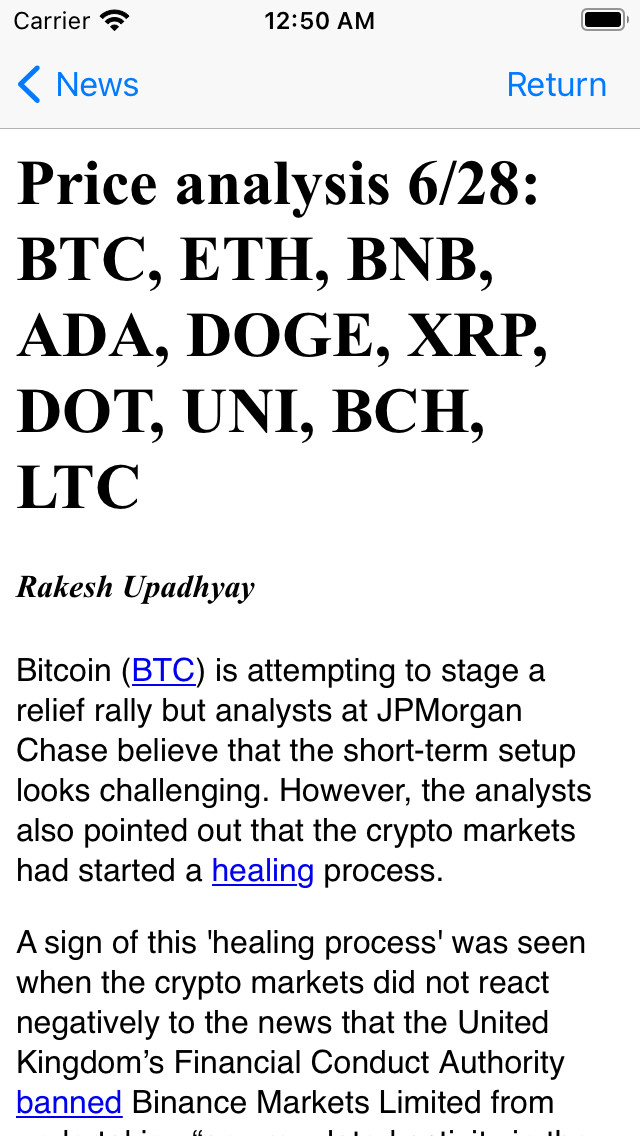 Carrier 12:50 AM
News Return
Price analysis 6/28:
BTC, ETH, BNB,
ADA, DOGE, XRP,
DOT, UNI, BCH,
LTC
Rakesh Upadhyay
Bitcoin (BTC) is attempting to stage a
relief rally but analysts at JPMorgan
Chase believe that the short-term setup
looks challenging. However, the analysts
also pointed out that the crypto markets
had started a healing process.
A sign of this 'healing process' was seen
when the crypto markets did not react
negatively to the news that the United
Kingdom’s Financial Conduct Authority
banned Binance Markets Limited from